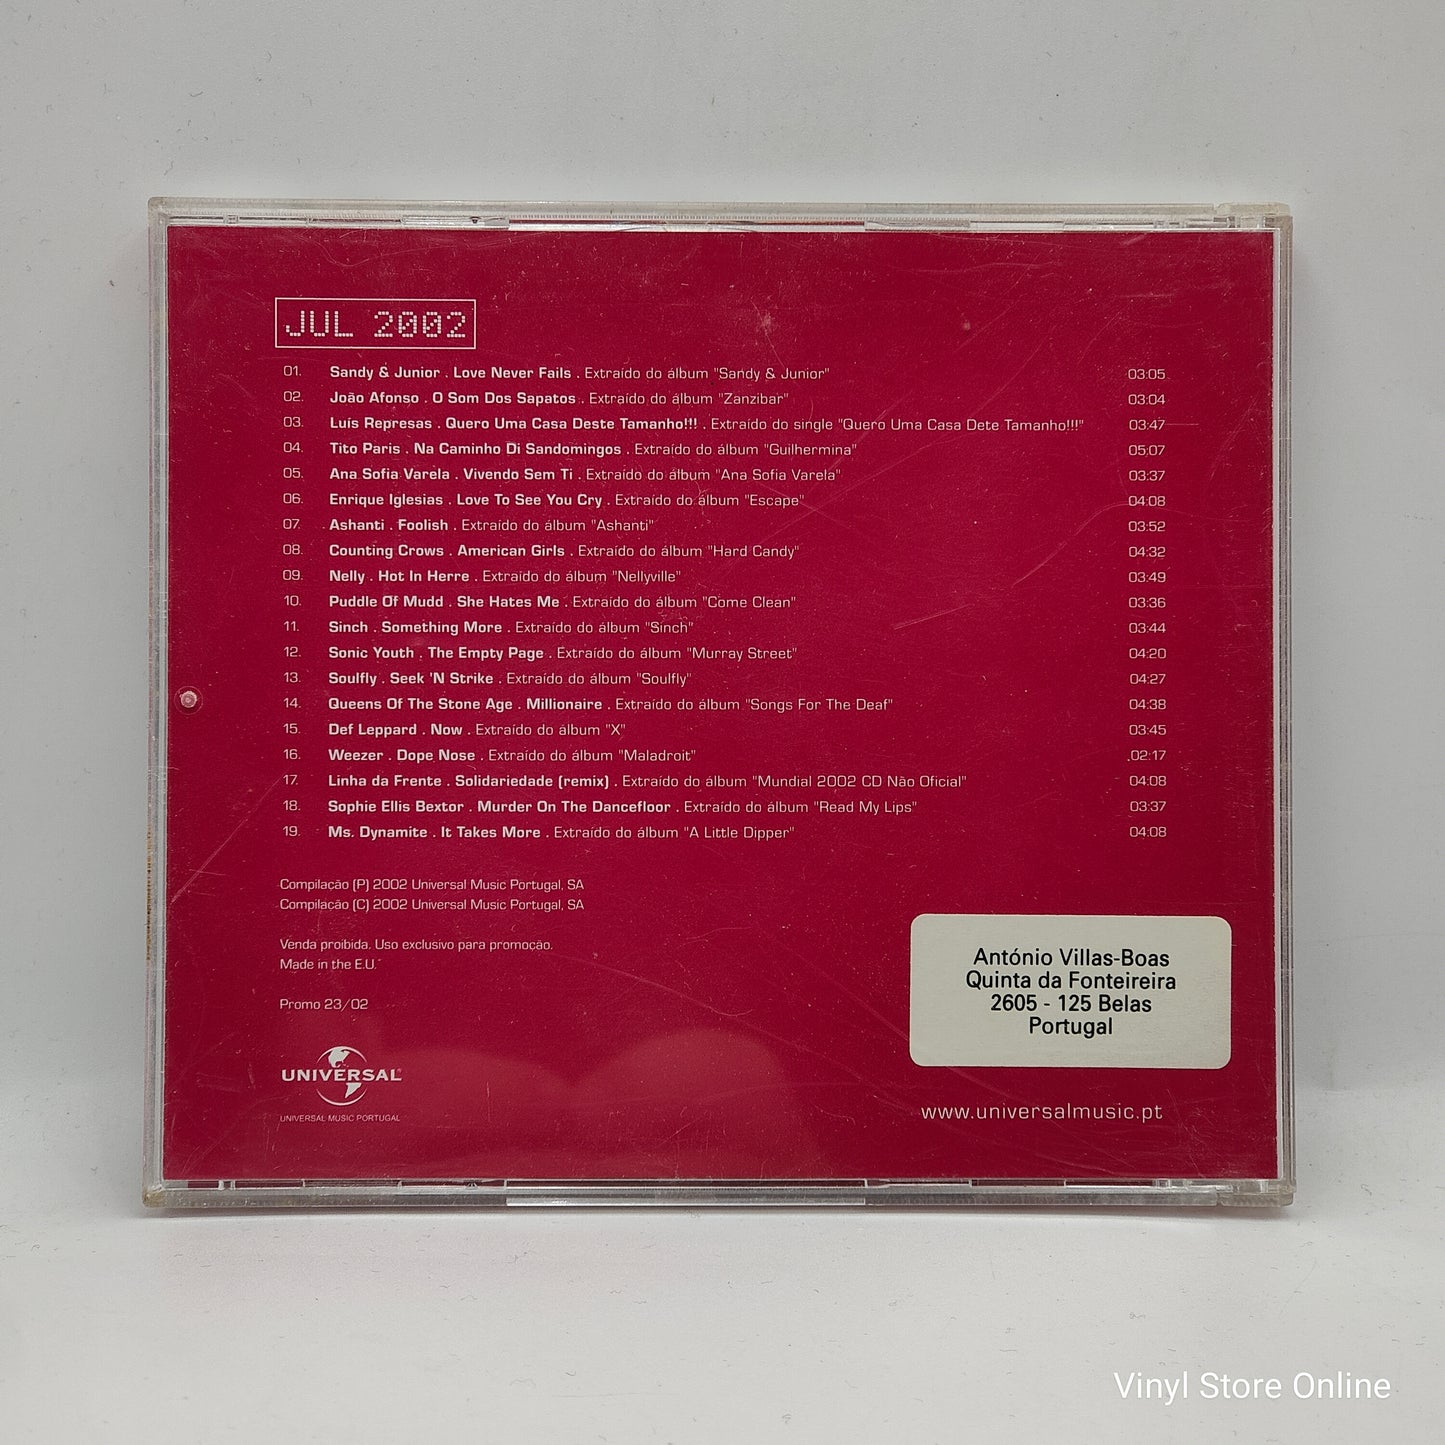 JUL 2002
01. Sandy & Junior . Love Never Fails . Extraído do álbum "Sandy & Junior" 03:05
02. João Afonso . O Som Dos Sapatos . Extraído do álbum "Zanzibar" 03:04
03. Luís Represas . Quero Uma Casa Deste Tamanho!!! . Extraído do single "Quero Uma Casa Dete Tamanho!!!" 03:47
04. Tito Paris . Na Caminho Di Sandomingos . Extraído do álbum "Guilhermina" 05:07
05. Ana Sofia Varela . Vivendo Sem Ti . Extraído do álbum "Ana Sofia Varela" 03:37
06. Enrique Iglesias . Love To See You Cry . Extraído do álbum "Escape" 04:08
07. Ashanti . Foolish . Extraído do álbum "Ashanti" 03:52
08. Counting Crows . American Girls . Extraído do álbum "Hard Candy" 04:32
09. Nelly . Hot In Herre . Extraído do álbum "Nellyville" 03:49
10. Puddle Of Mudd . She Hates Me . Extraído do álbum "Come Clean" 03:36
11. Sinch . Something More . Extraído do álbum "Sinch" 03:44
12. Sonic Youth . The Empty Page . Extraído do álbum "Murray Street" 04:20
13. Soulfly . Seek 'N Strike . Extraído do álbum "Soulfly" 04:27
14. Queens Of The Stone Age . Millionaire . Extraído do álbum "Songs For The Deaf" 04:38
15. Def Leppard . Now . Extraído do álbum "X" 03:45
16. Weezer . Dope Nose . Extraído do álbum "Maladroit" 02:17
17. Linha da Frente . Solidariedade (remix) . Extraído do álbum "Mundial 2002 CD Não Oficial" 04:08
18. Sophie Ellis Bextor . Murder On The Dancefloor . Extraído do álbum "Read My Lips" 03:37
19. Ms. Dynamite . It Takes More . Extraído do álbum "A Little Dipper" 04:08
Compilação (P) 2002 Universal Music Portugal, SA
Compilação (C) 2002 Universal Music Portugal, SA
Venda proibida. Uso exclusivo para promoção.
Made in the E.U.
Promo 23/02
UNIVERSAL
UNIVERSAL MUSIC PORTUGAL
António Villas-Boas
Quinta da Fonteireira
2605 - 125 Belas
Portugal
www.universalmusic.pt
Vinyl Store Online